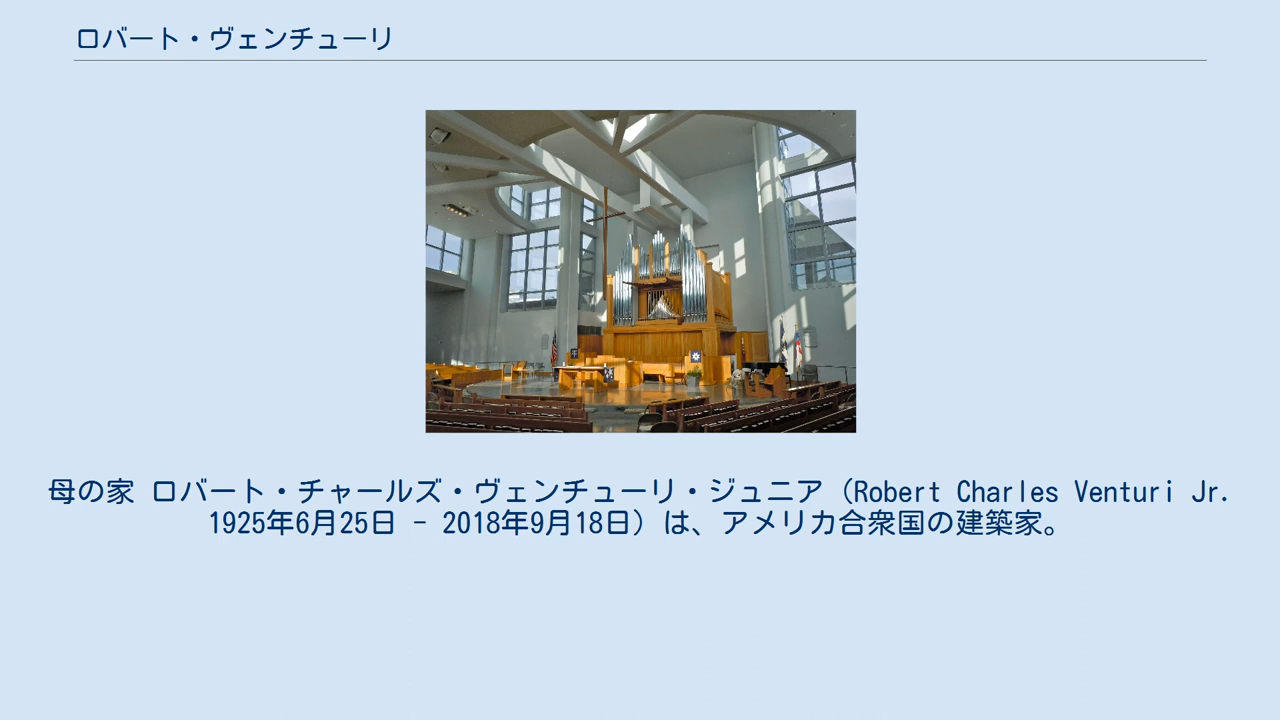 ロバート・ヴェンチューリ
母の家 ロバート・チャールズ・ヴェンチューリ・ジュニア（Robert Charles Venturi Jr.
1925年6月25日 - 2018年9月18日）は、アメリカ合衆国の建築家。